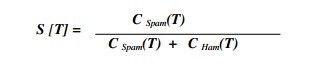 S [T] = C Spam(T)
C Spam(T) + C Ham(T)